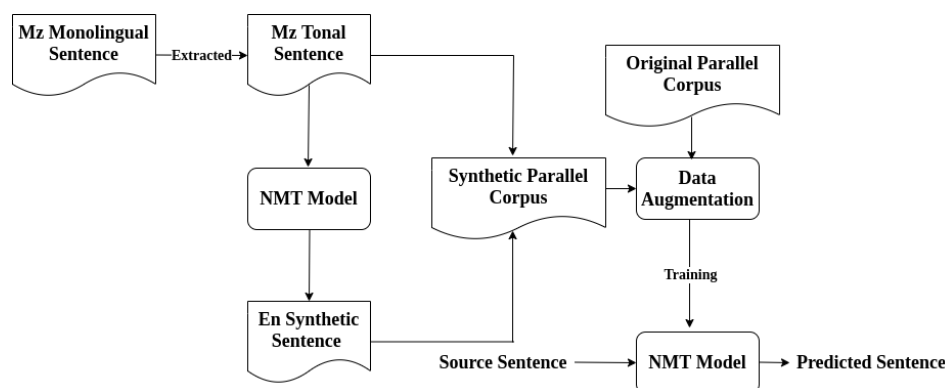 Mz Monolingual
Sentence
Extracted
Mz Tonal
Sentence
Original Parallel
Corpus
NMT Model
Synthetic Parallel
Corpus
Data
Augmentation
Training
En Synthetic
Sentence
Source Sentence
NMT Model
Predicted Sentence